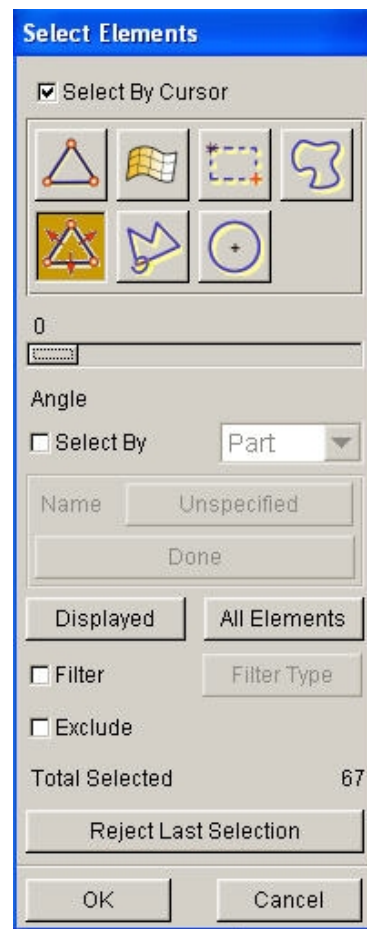 Select Elements
Select By Cursor
0
Angle
Select By Part
Name Unspecified
Done
Displayed All Elements
Filter Filter Type
Exclude
Total Selected 67
Reject Last Selection
OK Cancel